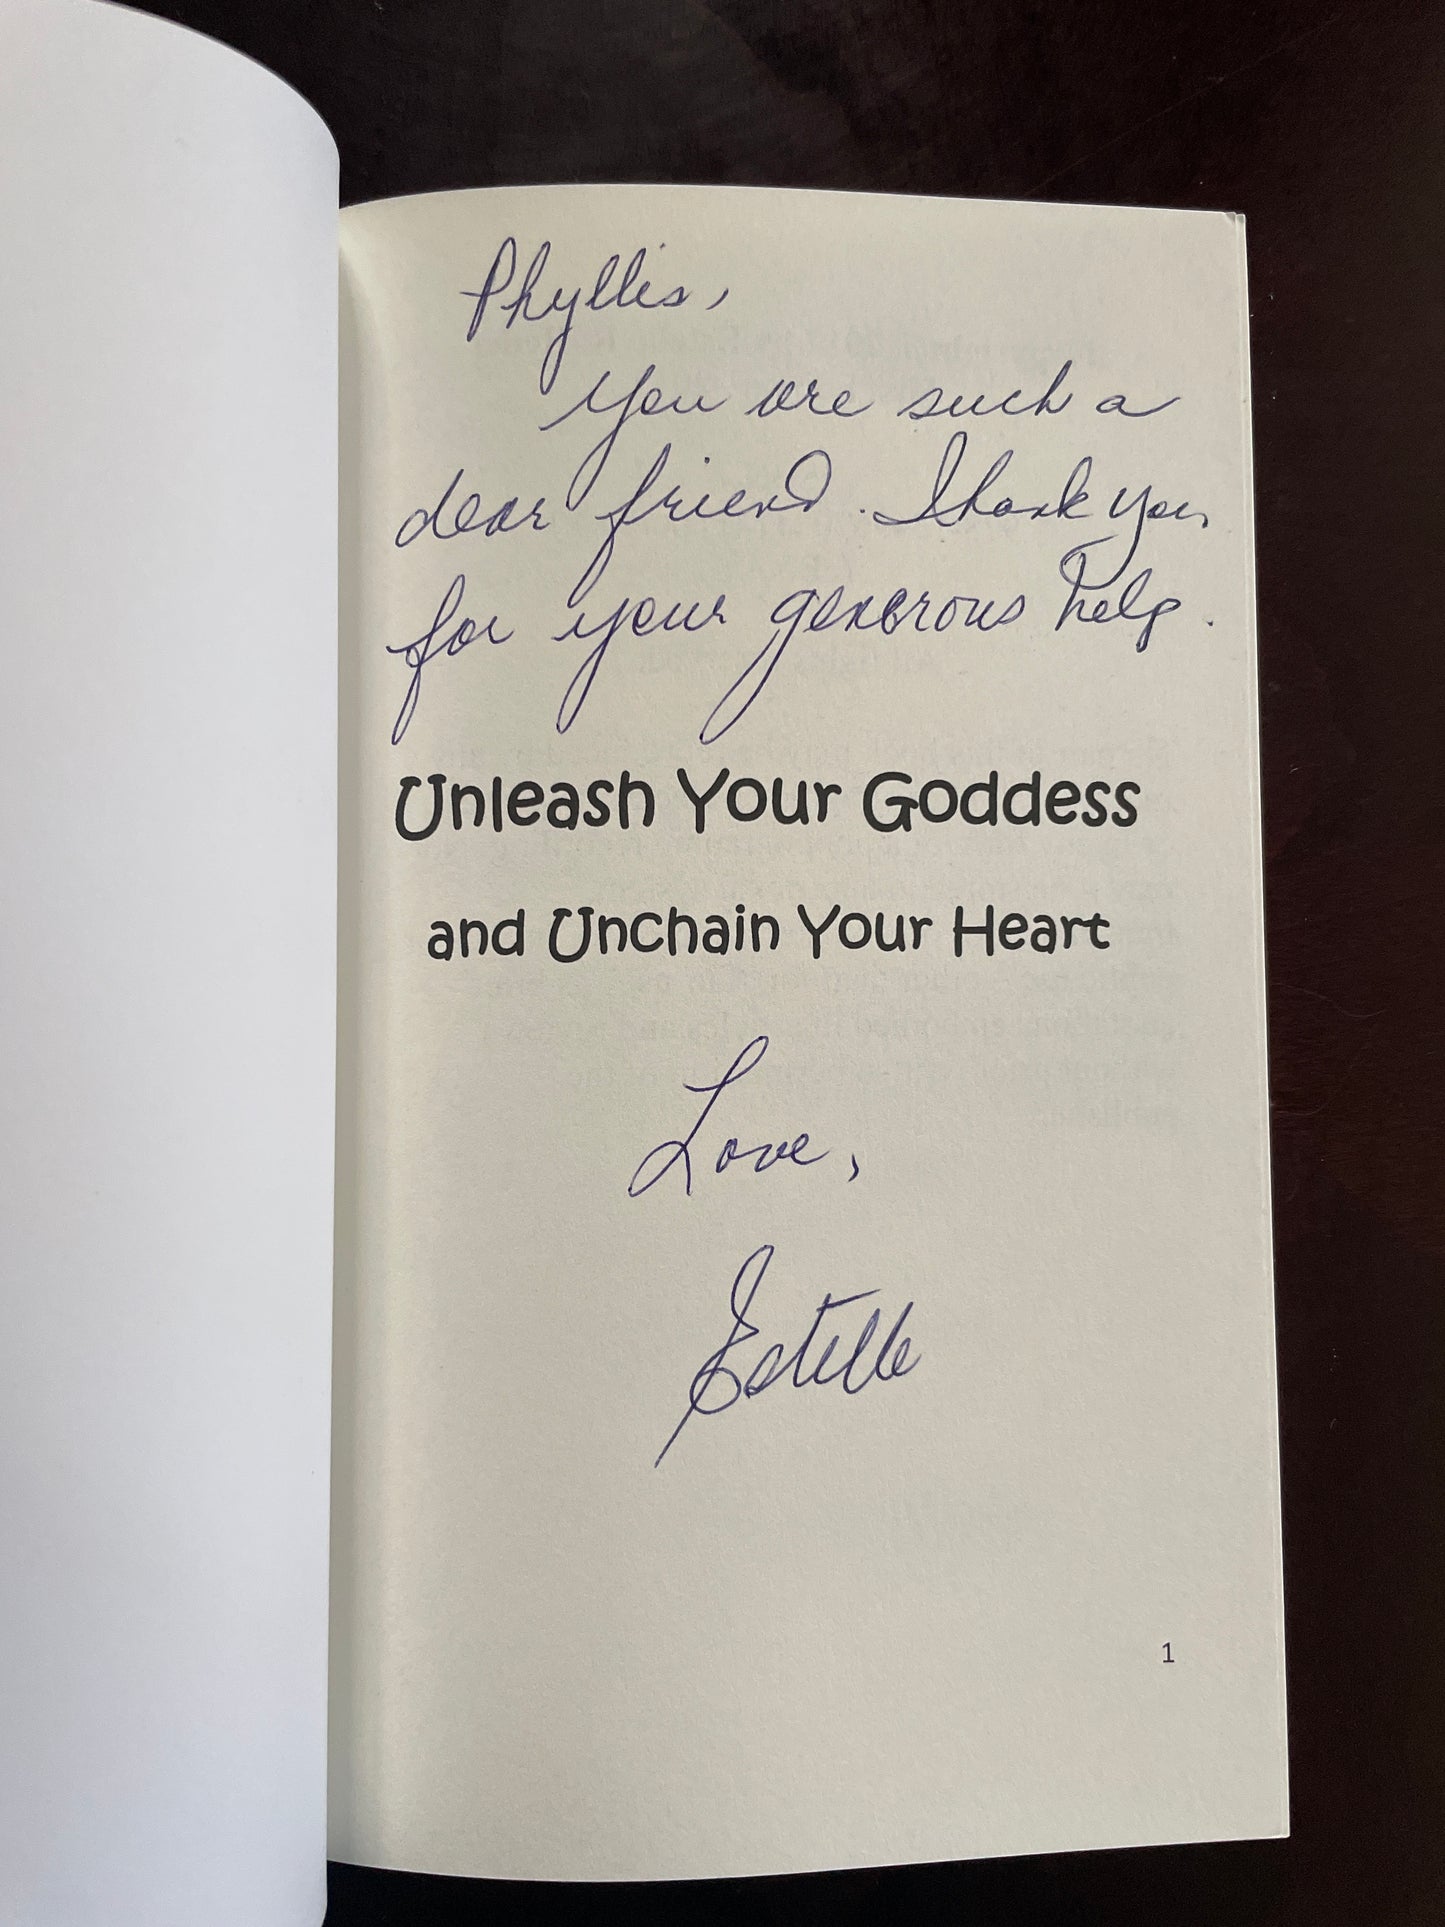 Phyllis,
You are such a
dear friend. Thank you
for your generous help.
Unleash Your Goddess
and Unchain Your Heart
Love,
Estelle
1